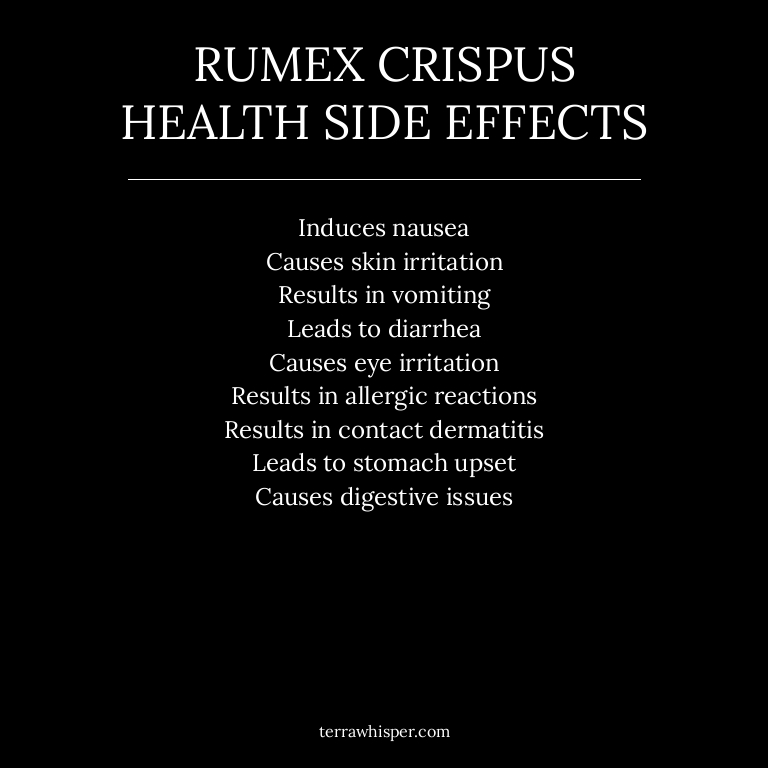 RUMEX CRISPUS
HEALTH SIDE EFFECTS
Induces nausea
Causes skin irritation
Results in vomiting
Leads to diarrhea
Causes eye irritation
Results in allergic reactions
Results in contact dermatitis
Leads to stomach upset
Causes digestive issues
terrawhisper.com